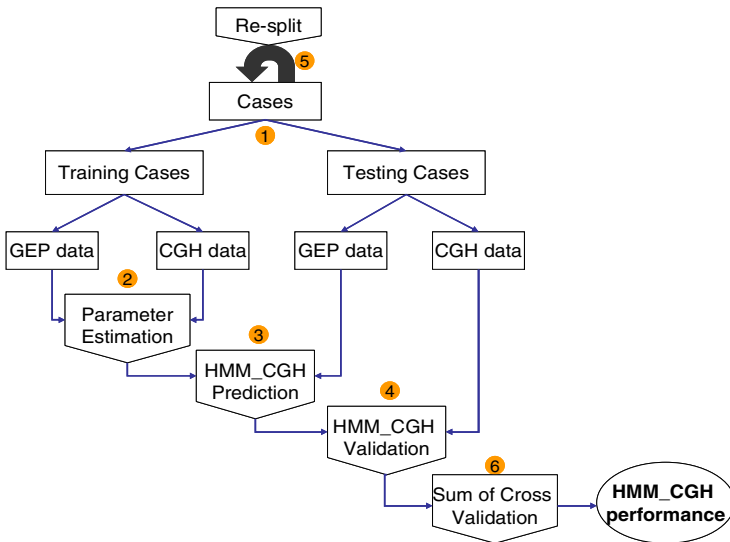 Re-split
5
Cases
1
Training Cases
Testing Cases
GEP data
CGH data
GEP data
CGH data
2
Parameter
Estimation
3
HMM_CGH
Prediction
4
HMM_CGH
Validation
6
Sum of Cross
Validation
HMM_CGH
performance